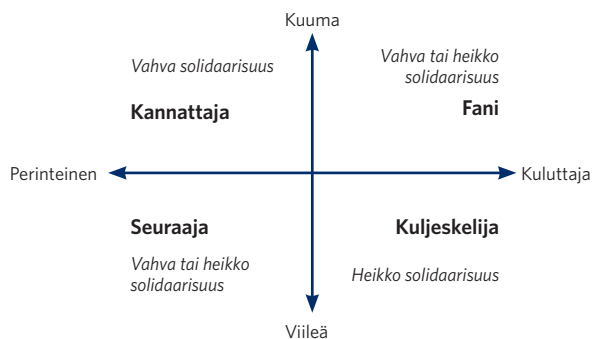 Kuuma
Vahva solidaarisuus
Vahva tai heikko
solidaarisuus
Kannattaja
Fani
Perinteinen
Kuluttaja
Seuraaja
Kuljeskelija
Vahva tai heikko
solidaarisuus
Heikko solidaarisuus
Viileä